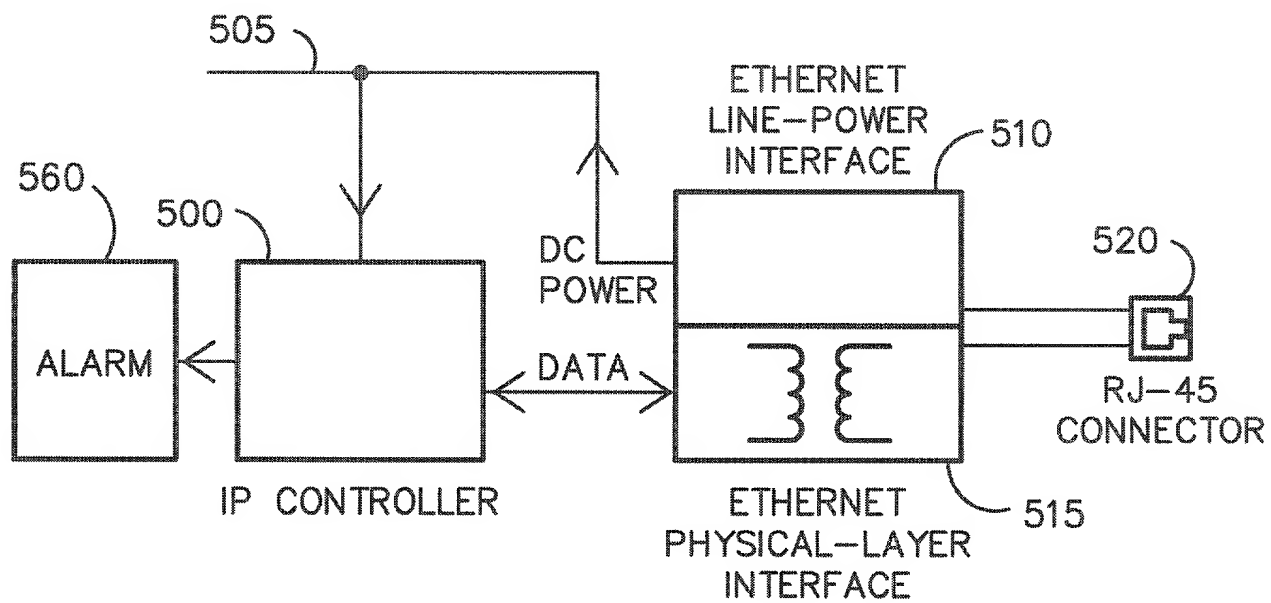 505
ETHERNET
LINE-POWER
INTERFACE
510
560
500
DC
POWER
520
ALARM
DATA
RJ-45
CONNECTOR
IP CONTROLLER
ETHERNET
PHYSICAL-LAYER
INTERFACE
515